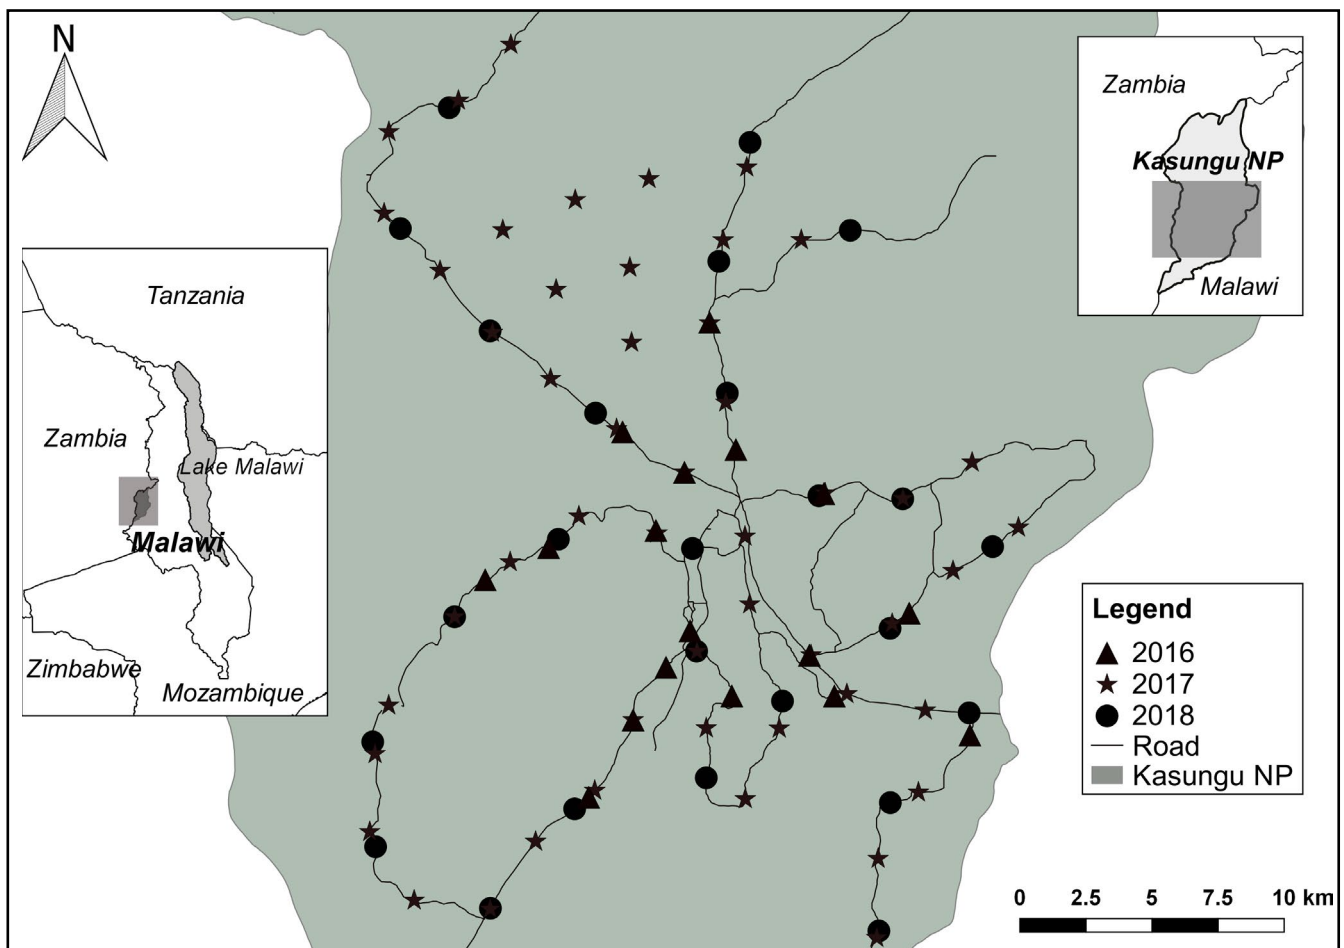 N
Zambia
Kasungu NP
Malawi
Tanzania
Zambia
Lake Malawi
Malawi
Zimbabwe
Mozambique
Legend
2016
2017
2018
Road
Kasungu NP
0 2.5 5 7.5 10 km